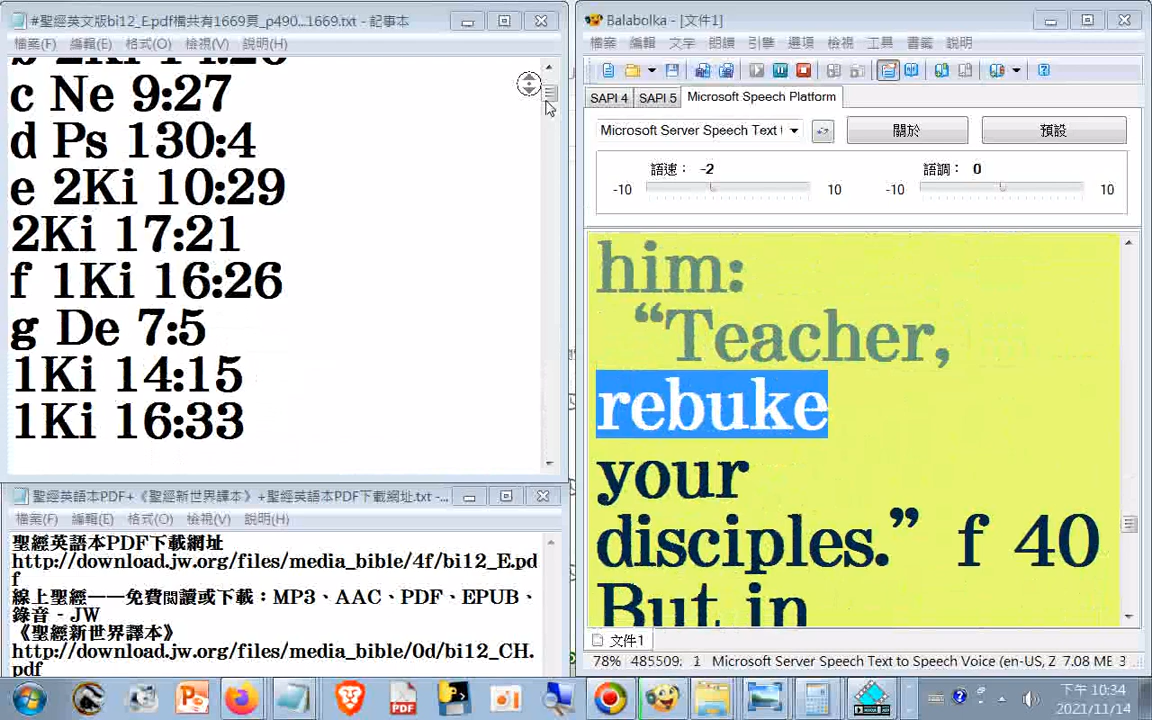 #聖經英文版bi12_E.pdf橫共有1669頁_p490...1669.txt - 記事本
檔案(F) 編輯(E) 格式(O) 檢視(V) 說明(H)
c Ne 9:27
d Ps 130:4
e 2Ki 10:29
2Ki 17:21
f 1Ki 16:26
g De 7:5
1Ki 14:15
1Ki 16:33
聖經英語本PDF+《聖經新世界譯本》+聖經英語本PDF下載網址.txt -...
檔案(F) 編輯(E) 格式(O) 檢視(V) 說明(H)
聖經英語本PDF下載網址
http://download.jw.org/files/media_bible/4f/bi12_E.pd
f
線上聖經──免費閱讀或下載：MP3、AAC、PDF、EPUB、
錄音 - JW
《聖經新世界譯本》
http://download.jw.org/files/media_bible/0d/bi12_CH.
pdf
Balabolka - [文件1]
檔案 編輯 文字 朗讀 引擎 選項 檢視 工具 書籤 說明
SAPI 4 SAPI 5 Microsoft Speech Platform
Microsoft Server Speech Text 關於 預設
語速： -2 語調： 0
-10 10 -10 10
him:
“Teacher,
rebuke
your
disciples.” f 40
But in
文件1
78% 485509: 1 Microsoft Server Speech Text to Speech Voice (en-US, Z 7.08 ME 3
下午 10:34
2021/11/14